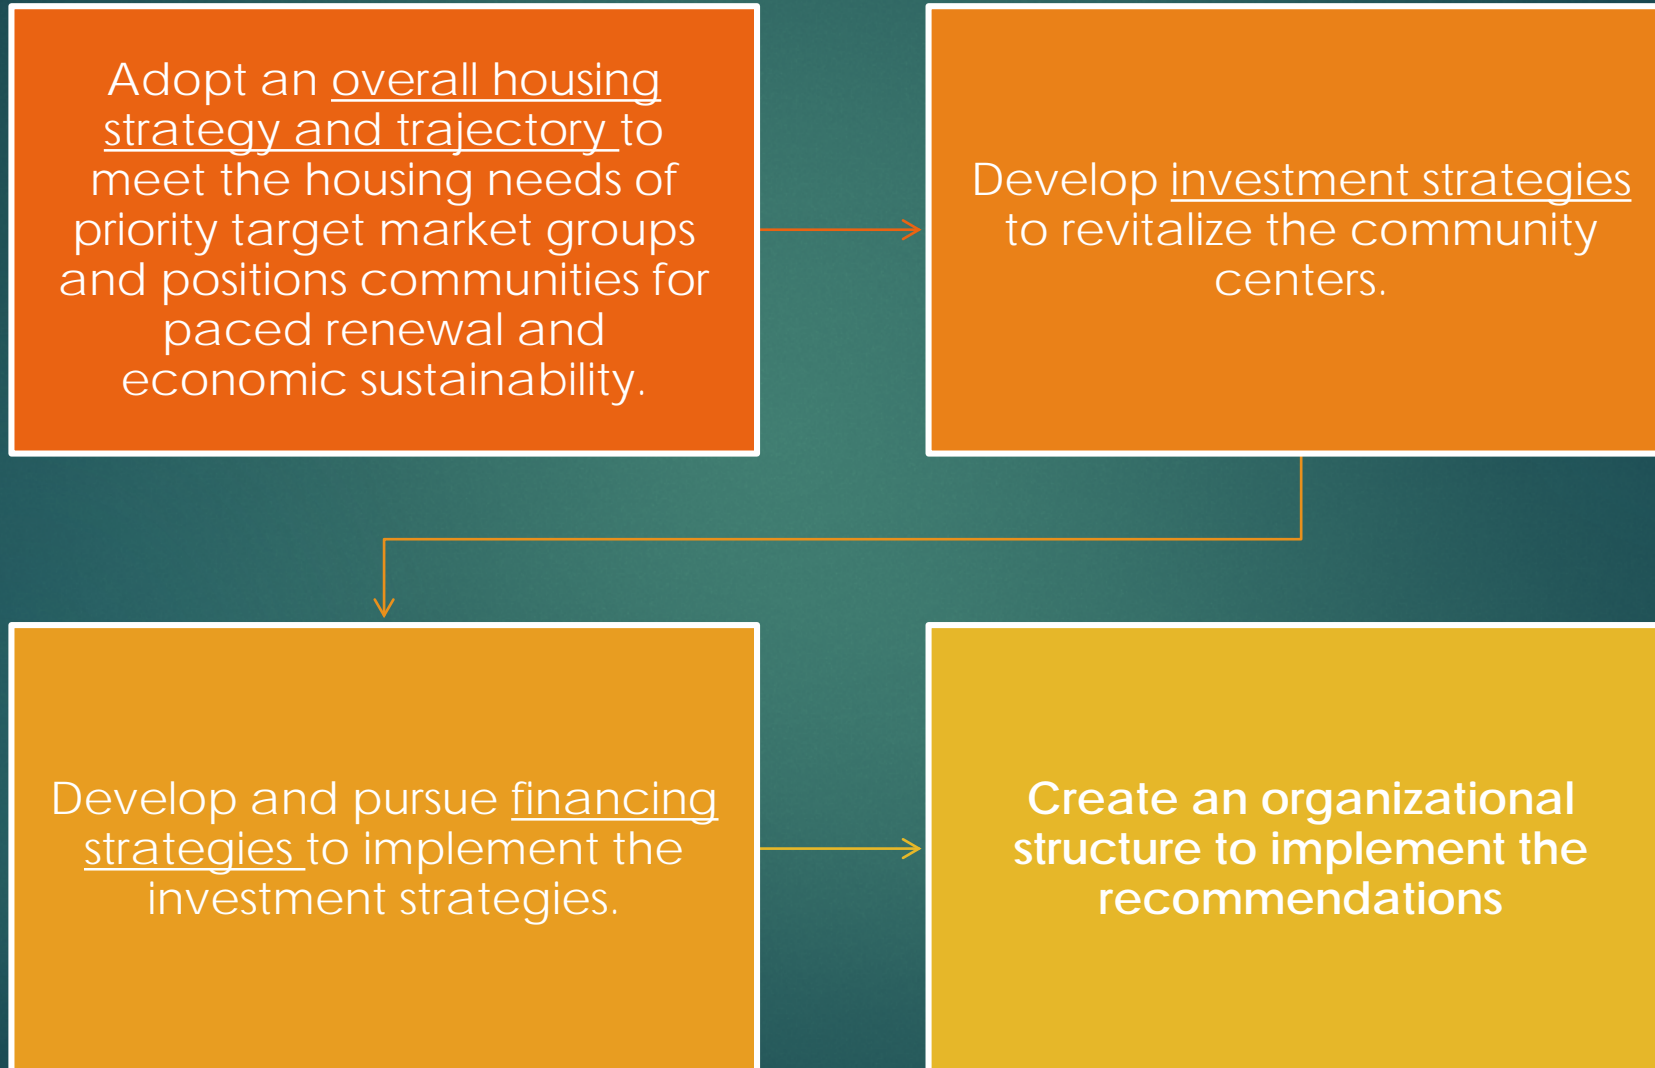 Adopt an overall housing
strategy and trajectory to
meet the housing needs of
priority target market groups
and positions communities for
paced renewal and
economic sustainability.
Develop investment strategies
to revitalize the community
centers.
Develop and pursue financing
strategies to implement the
investment strategies.
Create an organizational
structure to implement the
recommendations